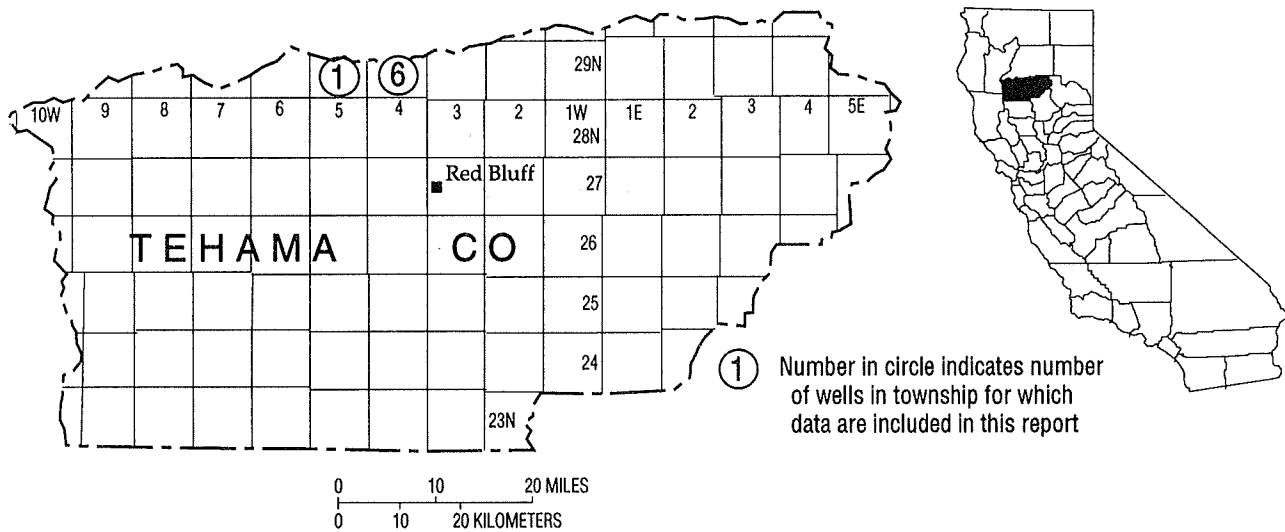 1 6 29N
10W 9 8 7 6 5 4 3 2 1W 1E 2 3 4 5E
28N
Red Bluff 27
TEHAMA CO 26
25
24
23N
1 Number in circle indicates number
of wells in township for which
data are included in this report
0 10 20 MILES
0 10 20 KILOMETERS